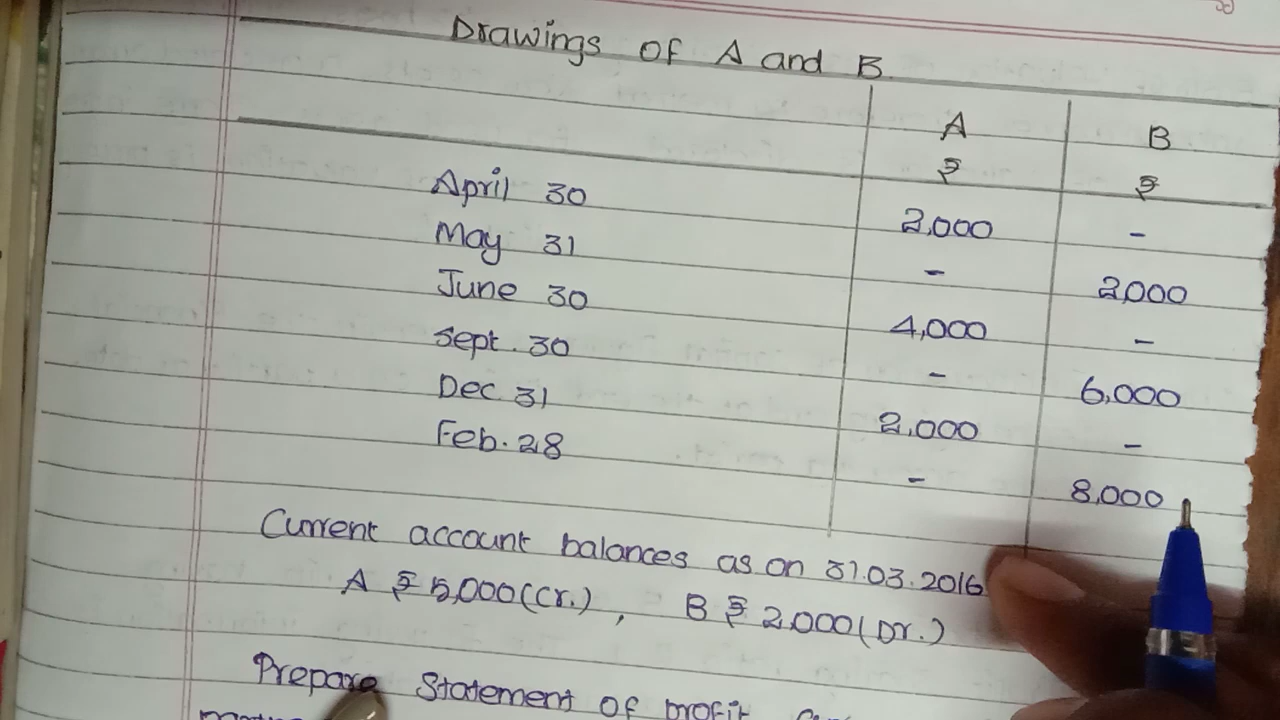 Drawings of A and B
A B
₹ ₹
April 30 2,000 -
May 31 - 2,000
June 30 4,000 -
Sept. 30 - 6,000
Dec 31 2,000 -
Feb. 28 - 8,000
Current account balances as on 31.03.2016
A ₹ 5,000 (Cr.), B ₹ 2,000 (Dr.)
Prepare Statement of profit